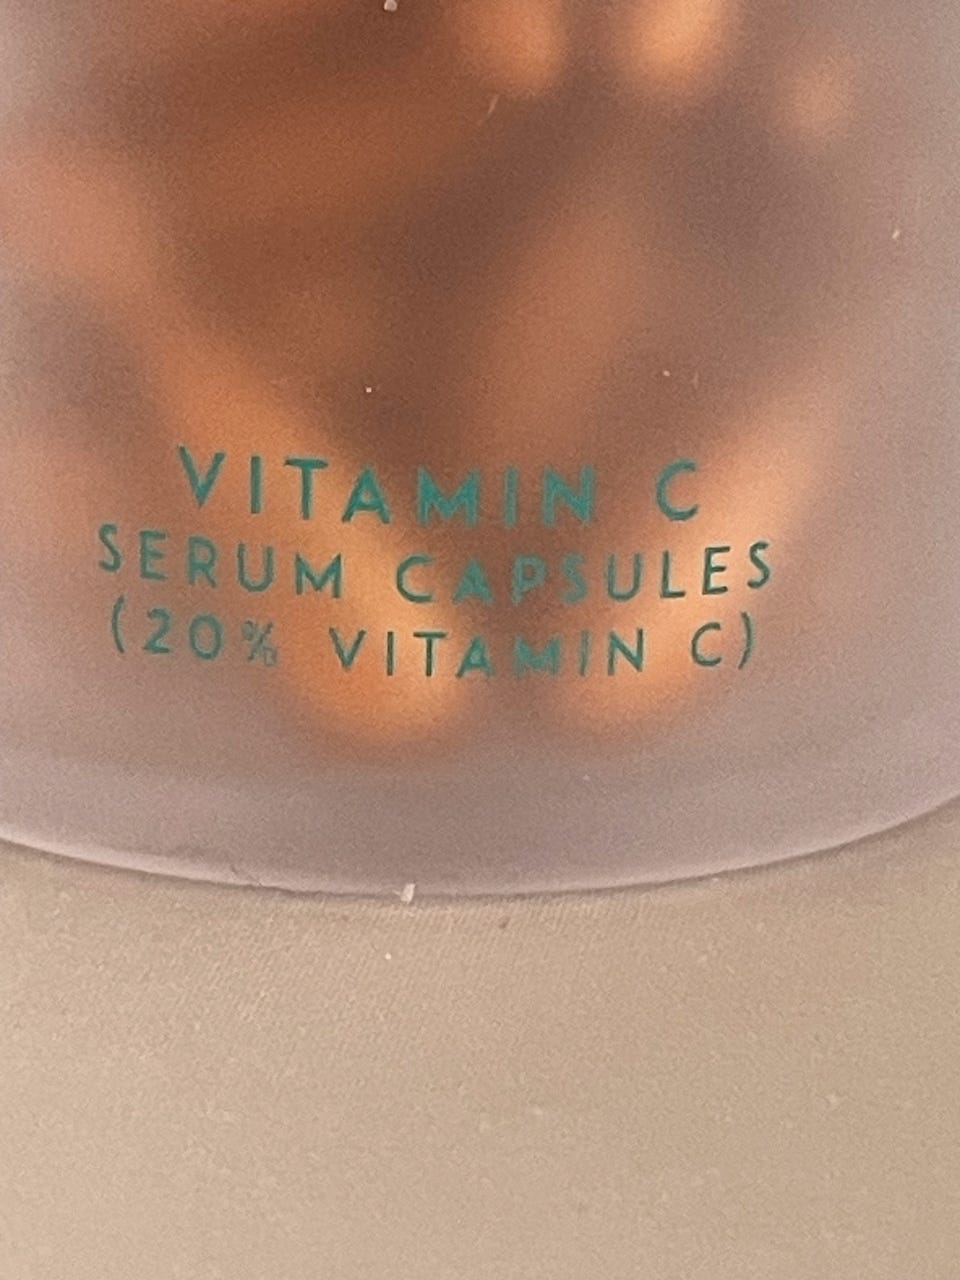 VITAMIN C
SERUM CAPSULES
(20% VITAMIN C)